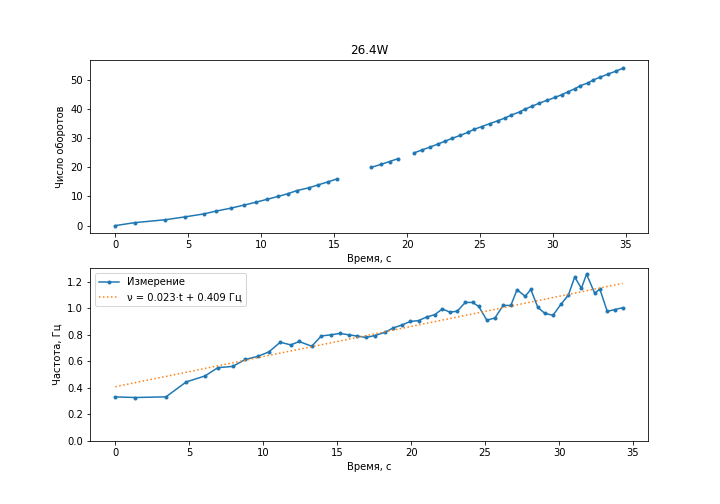 26.4W
Число оборотов
50
40
30
20
10
0
0 5 10 15 20 25 30 35
Время, с
Частота, Гц
1.2
1.0
0.8
0.6
0.4
0.2
0.0
Измерение
ν = 0.023·t + 0.409 Гц
0 5 10 15 20 25 30 35
Время, с